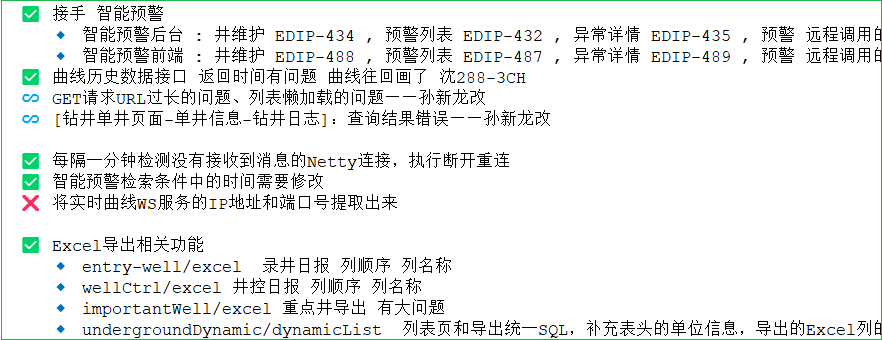 ✅ 接手 智能预警
🔹 智能预警后台 : 井维护 EDIP-434 , 预警列表 EDIP-432 , 异常详情 EDIP-435 , 预警 远程调用的
🔹 智能预警前端 : 井维护 EDIP-488 , 预警列表 EDIP-487 , 异常详情 EDIP-489 , 预警 远程调用的
✅ 曲线历史数据接口 返回时间有问题 曲线往回画了 沈288-3CH
♾ GET请求URL过长的问题、列表懒加载的问题——孙新龙改
♾ [钻井单井页面-单井信息-钻井日志]: 查询结果错误——孙新龙改
✅ 每隔一分钟检测没有接收到消息的Netty连接，执行断开重连
✅ 智能预警检索条件中的时间需要修改
❌ 将实时曲线WS服务的IP地址和端口号提取出来
✅ Excel导出相关功能
🔹 entry-well/excel 录井日报 列顺序 列名称
🔹 wellCtrl/excel 井控日报 列顺序 列名称
🔹 importantWell/excel 重点井导出 有大问题
🔹 undergroundDynamic/dynamicList 列表页和导出统一SQL，补充表头的单位信息，导出的Excel列的